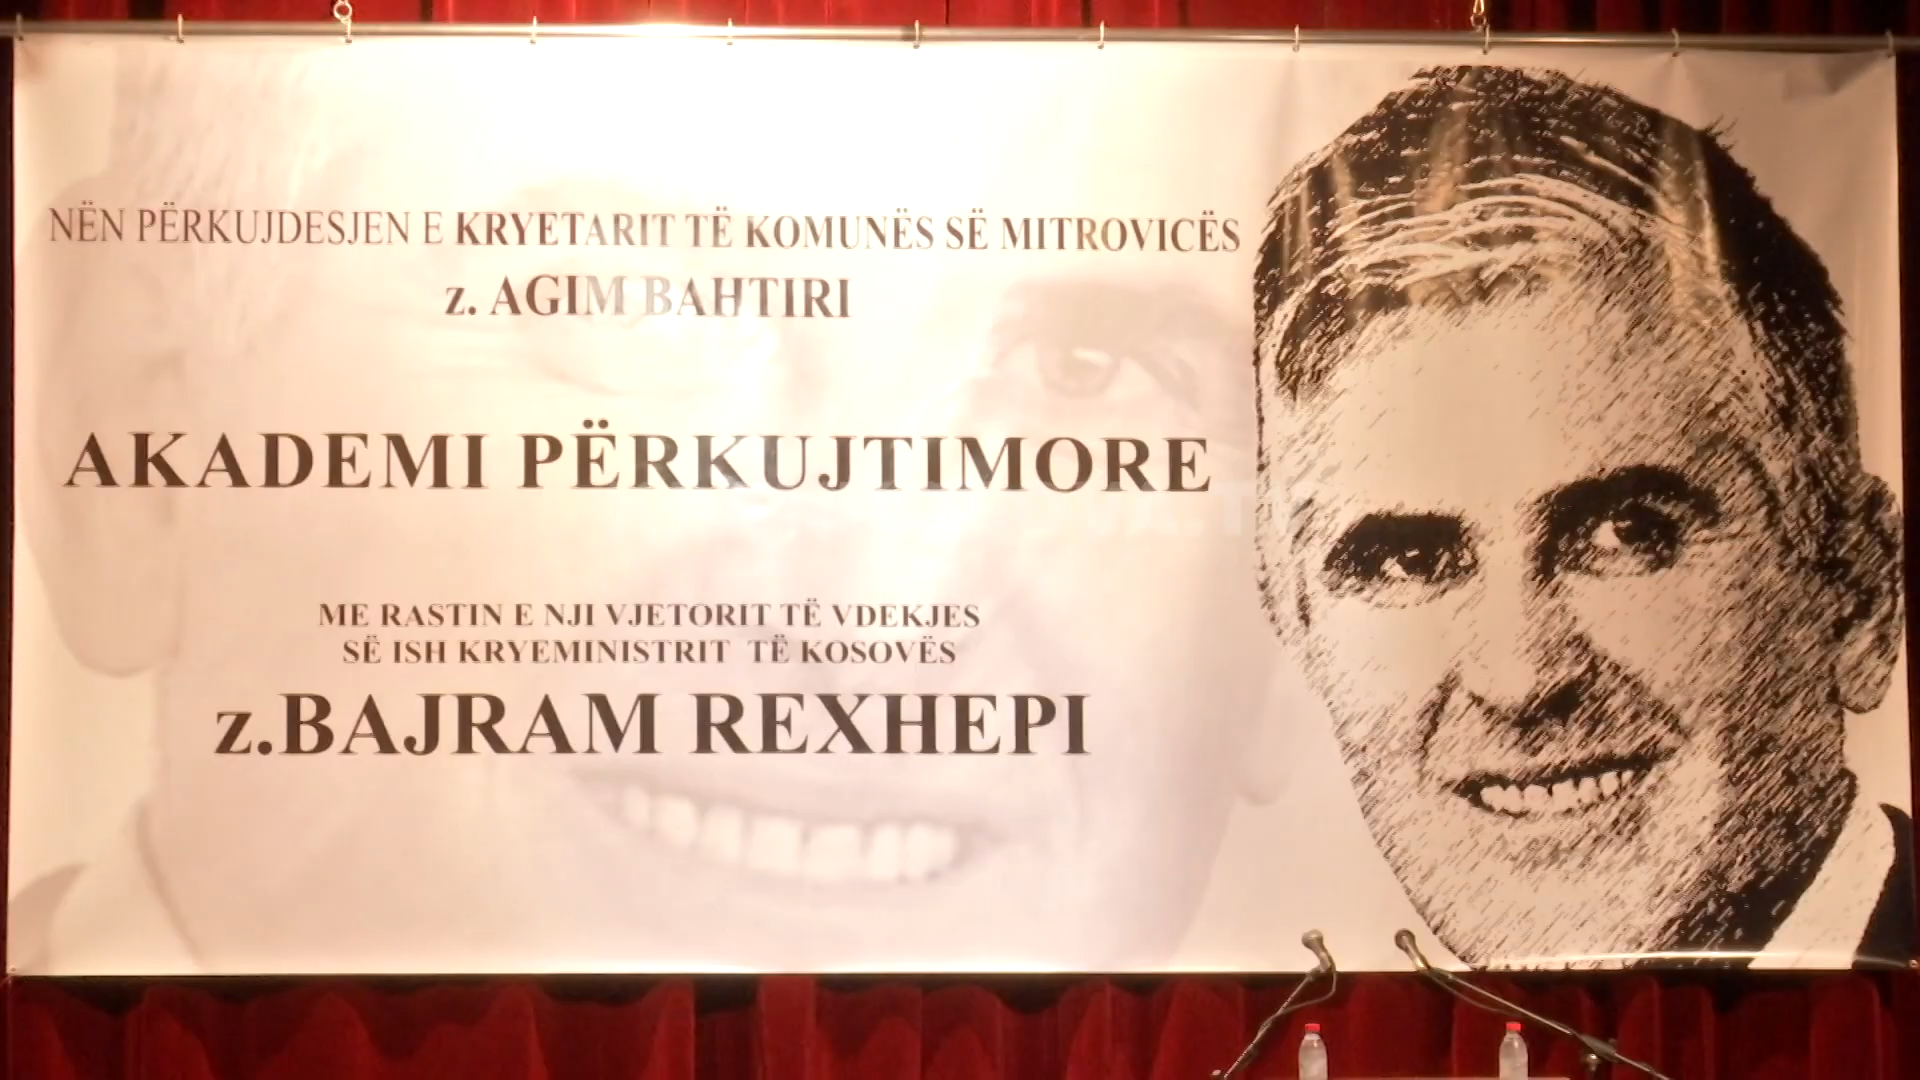 NËN PËRKUJDESJEN E KRYETARIT TË KOMUNËS SË MITROVICËS
z. AGIM BAHTIRI
AKADEMI PËRKUJTIMORE
ME RASTIN E NJI VJETORIT TË VDEKJES
SË ISH KRYEMINISTRIT TË KOSOVËS
z.BAJRAM REXHEPI